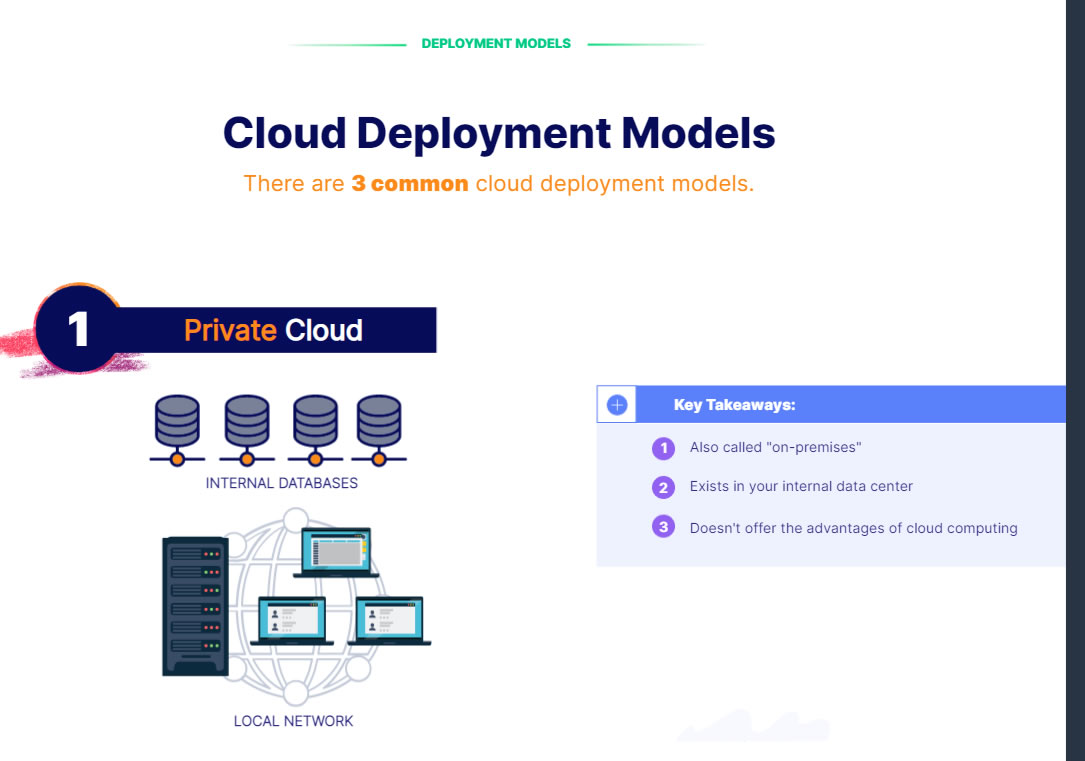 DEPLOYMENT MODELS
Cloud Deployment Models
There are 3 common cloud deployment models.
1
Private Cloud
INTERNAL DATABASES
LOCAL NETWORK
Key Takeaways:
1 Also called "on-premises"
2 Exists in your internal data center
3 Doesn't offer the advantages of cloud computing